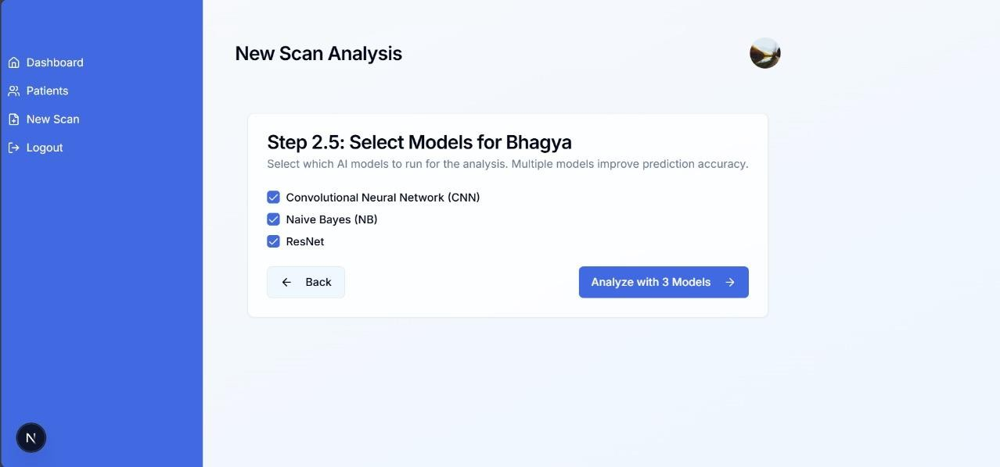 Dashboard
Patients
New Scan
Logout
N
New Scan Analysis
Step 2.5: Select Models for Bhagya
Select which AI models to run for the analysis. Multiple models improve prediction accuracy.
Convolutional Neural Network (CNN)
Naive Bayes (NB)
ResNet
Back
Analyze with 3 Models